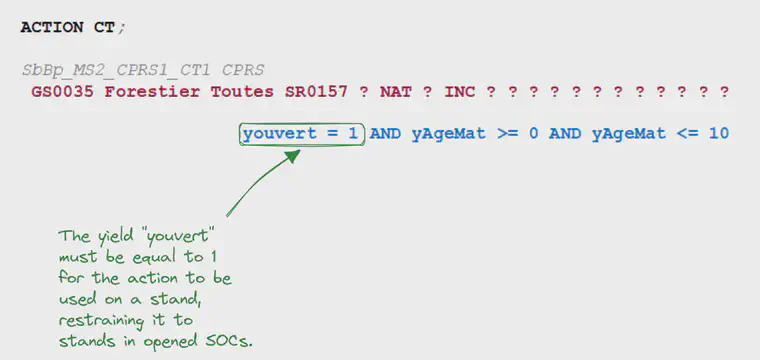 ACTION CT;
SbBp_MS2_CPRS1_CT1 CPRS
GS0035 Forestier Toutes SR0157 ? NAT ? INC ? ? ? ? ? ? ? ? ? ? ? ?
youvert = 1 AND yAgeMat >= 0 AND yAgeMat <= 10
The yield "youvert"
must be equal to 1
for the action to be
used on a stand,
restraining it to
stands in opened SOCs.